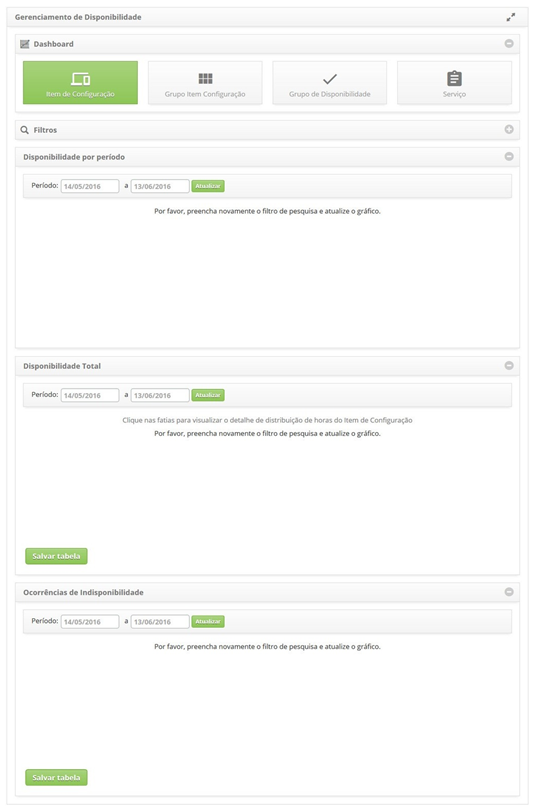 Gerenciamento de Disponibilidade
Dashboard
Item de Configuração
Grupo Item Configuração
Grupo de Disponibilidade
Serviço
Filtros
Disponibilidade por período
Período: 14/05/2016 a 13/06/2016 Atualizar
Por favor, preencha novamente o filtro de pesquisa e atualize o gráfico.
Disponibilidade Total
Período: 14/05/2016 a 13/06/2016 Atualizar
Clique nas fatias para visualizar o detalhe de distribuição de horas do Item de Configuração
Por favor, preencha novamente o filtro de pesquisa e atualize o gráfico.
Salvar tabela
Ocorrências de Indisponibilidade
Período: 14/05/2016 a 13/06/2016 Atualizar
Por favor, preencha novamente o filtro de pesquisa e atualize o gráfico.
Salvar tabela